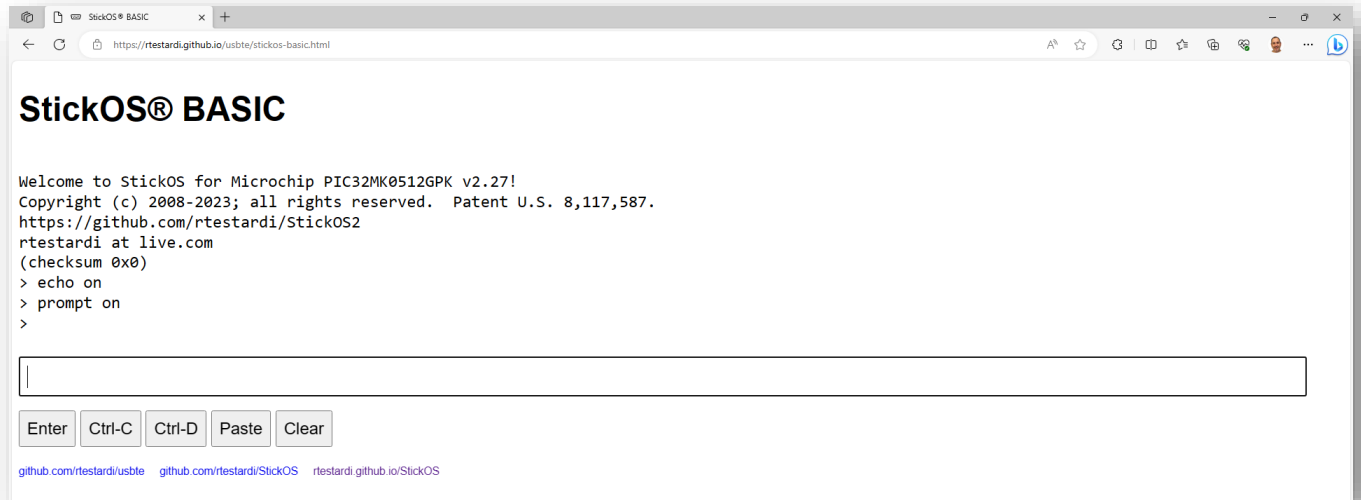 StickOS® BASIC
https://rtestardi.github.io/usbte/stickos-basic.html
StickOS® BASIC
Welcome to StickOS for Microchip PIC32MK0512GPK v2.27!
Copyright (c) 2008-2023; all rights reserved.  Patent U.S. 8,117,587.
https://github.com/rtestardi/StickOS2
rtestardi at live.com
(checksum 0x0)
> echo on
> prompt on
>
Enter Ctrl-C Ctrl-D Paste Clear
github.com/rtestardi/usbte github.com/rtestardi/StickOS rtestardi.github.io/StickOS